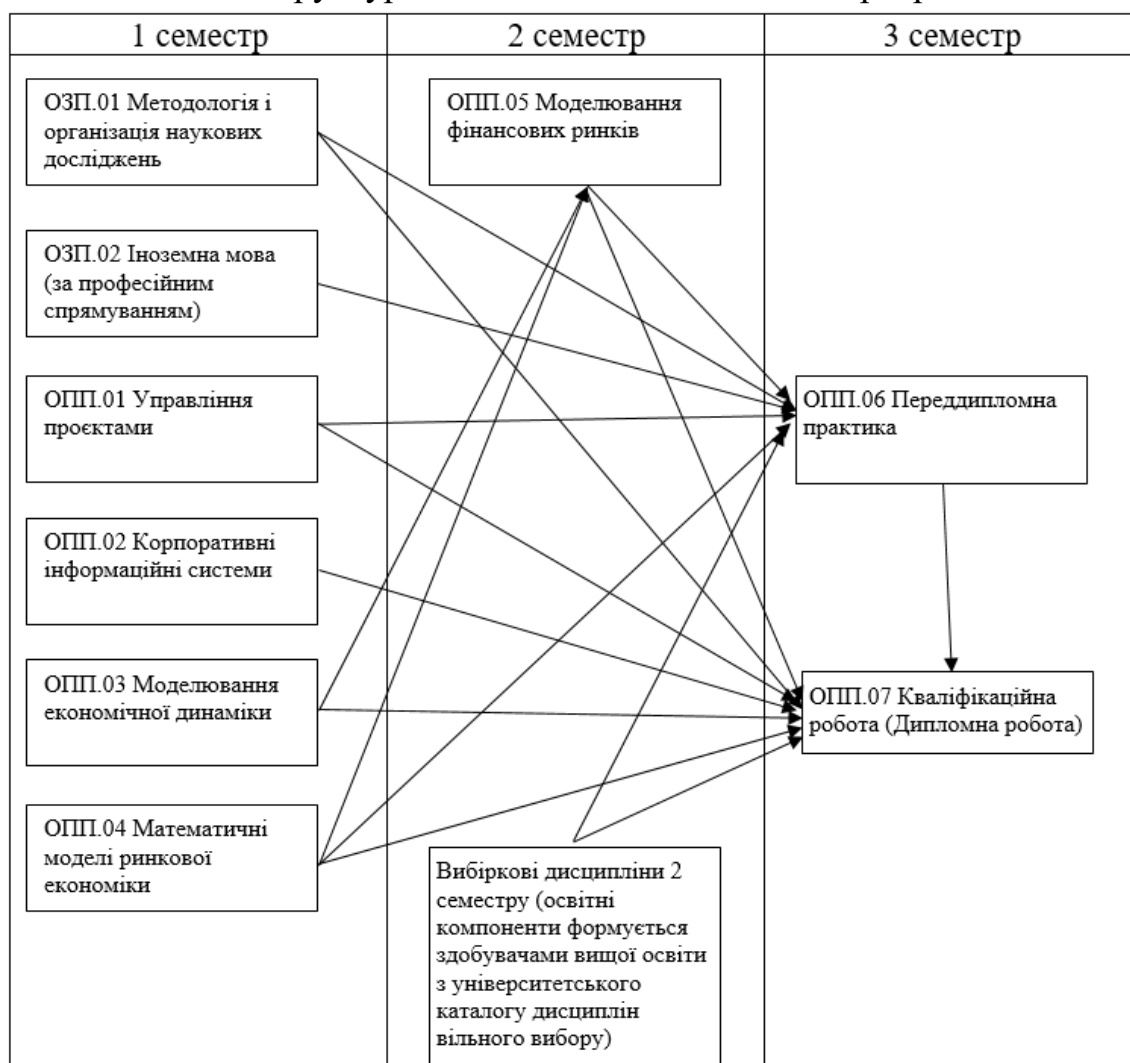 1 семестр
2 семестр
3 семестр
ОЗП.01 Методологія і
організація наукових
досліджень
ОЗП.02 Іноземна мова
(за професійним
спрямуванням)
ОПП.01 Управління
проєктами
ОПП.02 Корпоративні
інформаційні системи
ОПП.03 Моделювання
економічної динаміки
ОПП.04 Математичні
моделі ринкової
економіки
ОПП.05 Моделювання
фінансових ринків
Вибіркові дисципліни 2
семестру (освітні
компоненти формується
здобувачами вищої освіти
з університетського
каталогу дисциплін
вільного вибору)
ОПП.06 Переддипломна
практика
ОПП.07 Кваліфікаційна
робота (Дипломна робота)